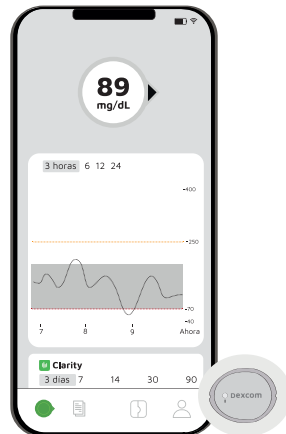 89
mg/dL
3 horas 6 12 24
400
250
70
40
7 8 9 Ahora
Clarity
3 días 7 14 30 90
Dexcom